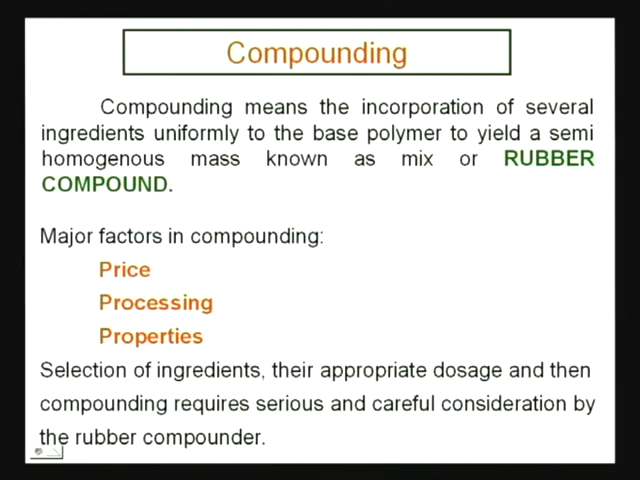 Compounding
Compounding means the incorporation of several
ingredients uniformly to the base polymer to yield a semi
homogenous mass known as mix or RUBBER
COMPOUND.
Major factors in compounding:
Price
Processing
Properties
Selection of ingredients, their appropriate dosage and then
compounding requires serious and careful consideration by
the rubber compounder.